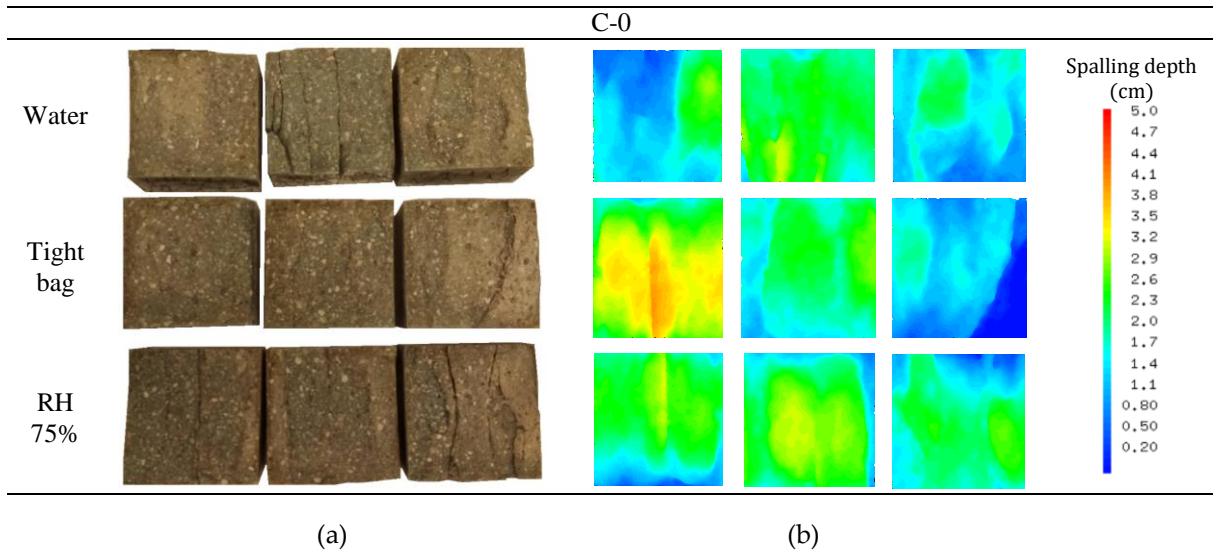 C-0
Water
Tight
bag
RH
75%
Spalling depth
(cm)
5.0
4.7
4.4
4.1
3.8
3.5
3.2
2.9
2.6
2.3
2.0
1.7
1.4
1.1
0.80
0.50
0.20
(a)
(b)